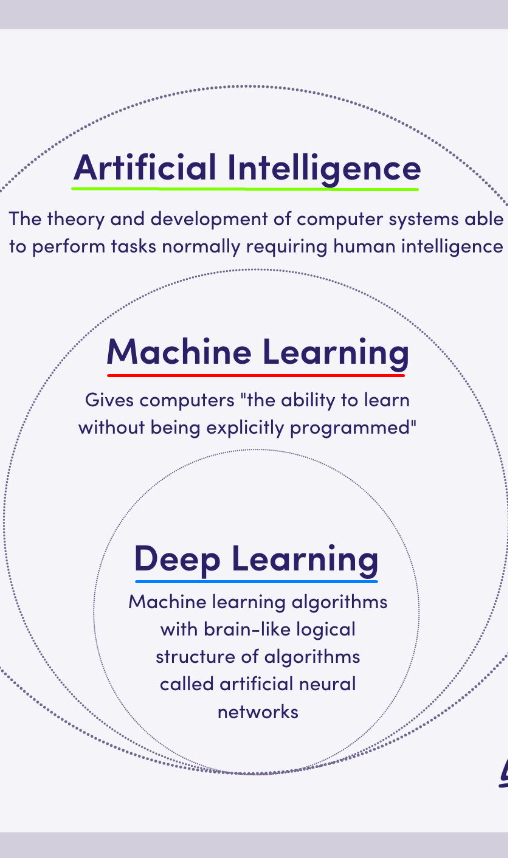 Artificial Intelligence
The theory and development of computer systems able
to perform tasks normally requiring human intelligence
Machine Learning
Gives computers "the ability to learn
without being explicitly programmed"
Deep Learning
Machine learning algorithms
with brain-like logical
structure of algorithms
called artificial neural
networks